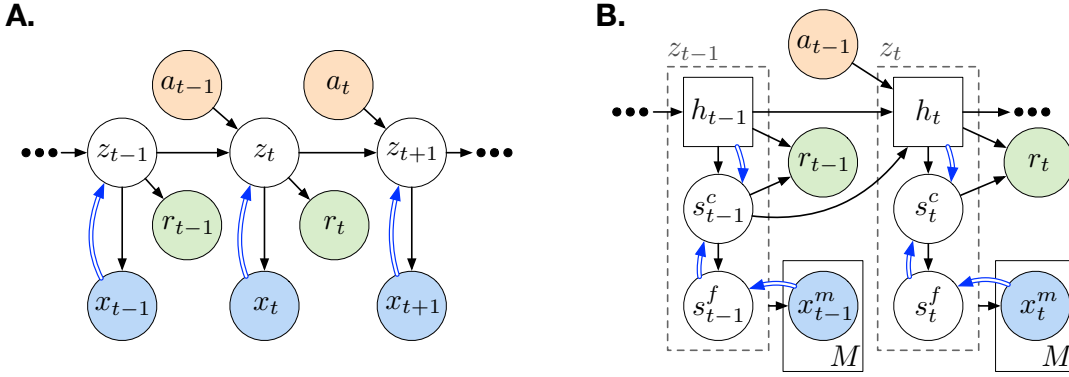 A.
a_{t-1} a_t
z_{t-1} z_t z_{t+1}
r_{t-1} r_t
x_{t-1} x_t x_{t+1}
B.
z_{t-1} a_{t-1} z_t
h_{t-1} h_t
r_{t-1} r_t
s^c_{t-1} s^c_t
s^f_{t-1} x^m_{t-1} s^f_t x^m_t
M M